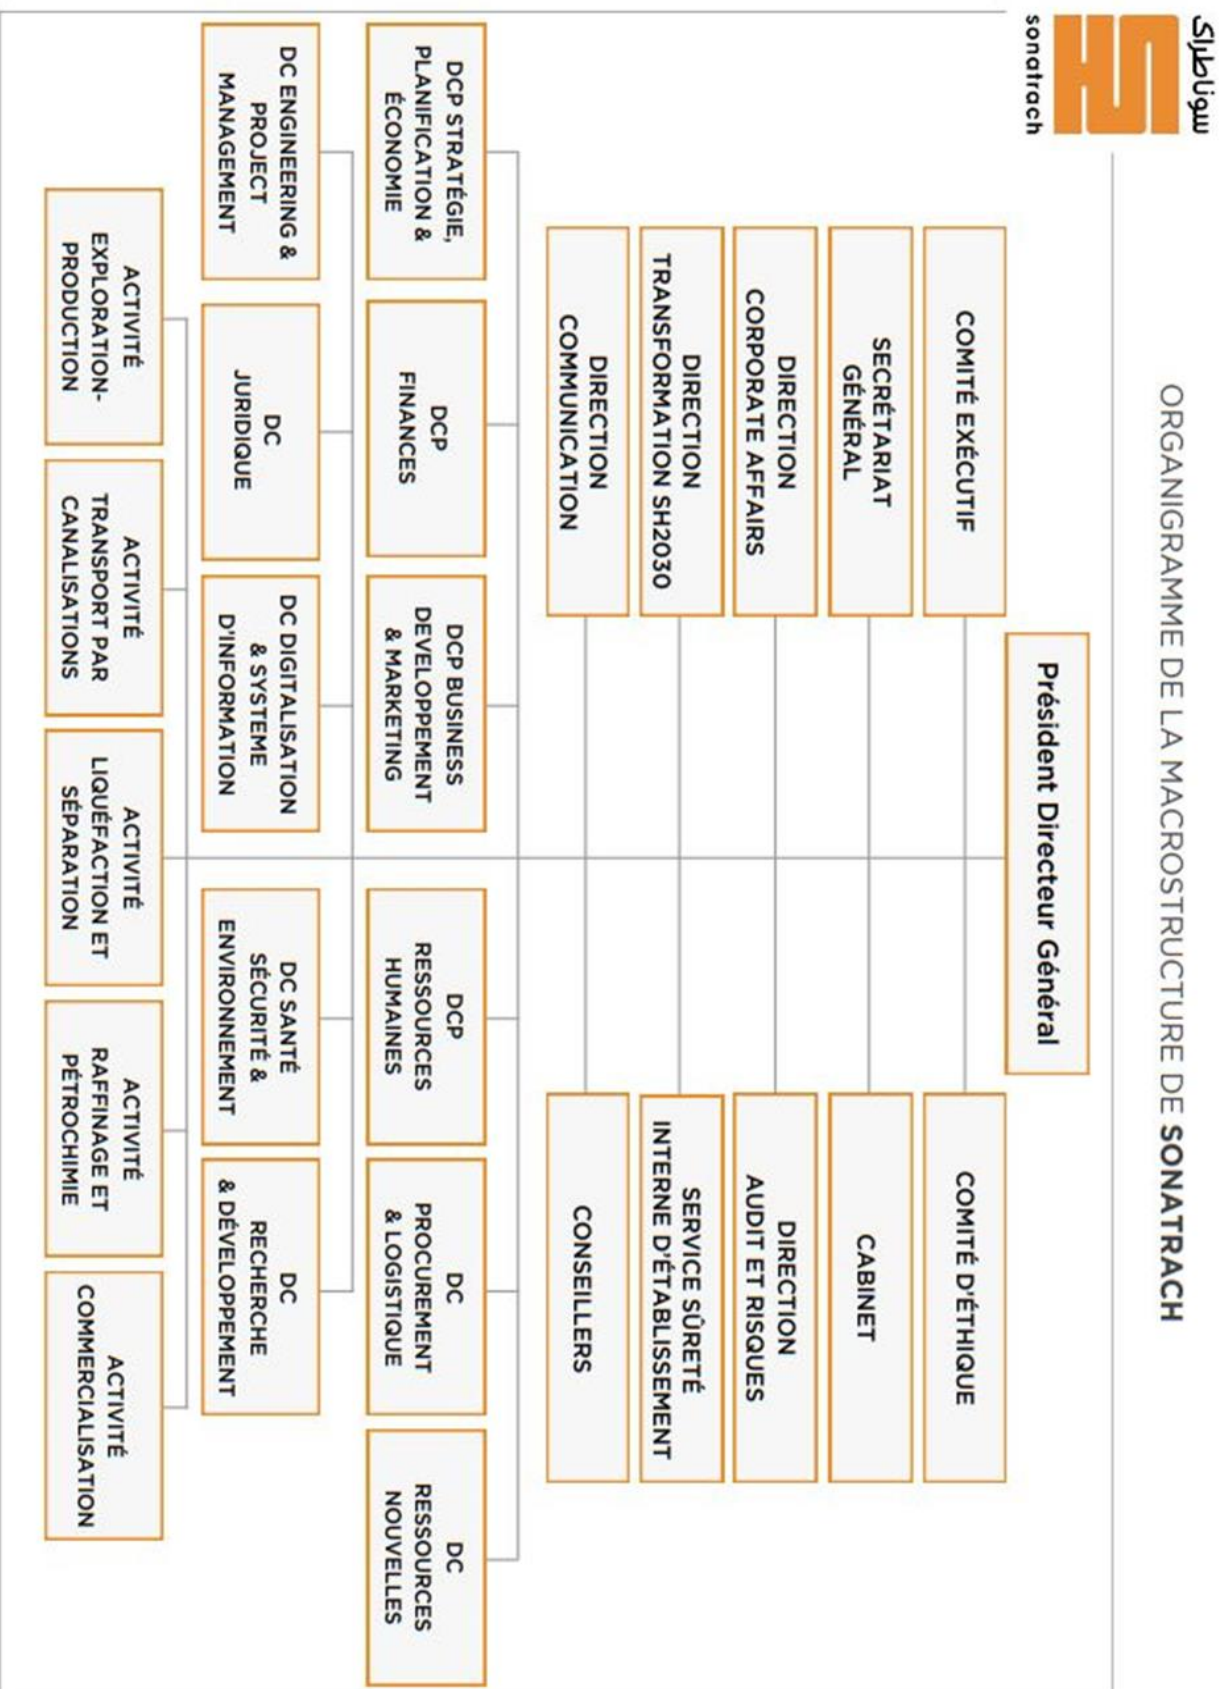 سوناطراك
sonatrach
ORGANIGRAMME DE LA MACROSTRUCTURE DE SONATRACH
Président Directeur Général
COMITÉ EXÉCUTIF
COMITÉ D'ÉTHIQUE
SECRÉTARIAT
GÉNÉRAL
CABINET
DIRECTION
CORPORATE AFFAIRS
DIRECTION
AUDIT ET RISQUES
DIRECTION
TRANSFORMATION SH2030
SERVICE SÛRETÉ
INTERNE D'ÉTABLISSEMENT
DIRECTION
COMMUNICATION
CONSEILLERS
DCP STRATÉGIE,
PLANIFICATION &
ÉCONOMIE
DCP
FINANCES
DCP BUSINESS
DEVELOPPEMENT
& MARKETING
DCP
RESSOURCES
HUMAINES
DC
PROCUREMENT
& LOGISTIQUE
DC
RESSOURCES
NOUVELLES
DC ENGINEERING &
PROJECT
MANAGEMENT
DC
JURIDIQUE
DC DIGITALISATION
& SYSTEME
D'INFORMATION
DC SANTÉ
SÉCURITÉ &
ENVIRONNEMENT
DC
RECHERCHE
& DÉVELOPPEMENT
ACTIVITÉ
EXPLORATION-
PRODUCTION
ACTIVITÉ
TRANSPORT PAR
CANALISATIONS
ACTIVITÉ
LIQUÉFACTION ET
SÉPARATION
ACTIVITÉ
RAFFINAGE ET
PÉTROCHIMIE
ACTIVITÉ
COMMERCIALISATION